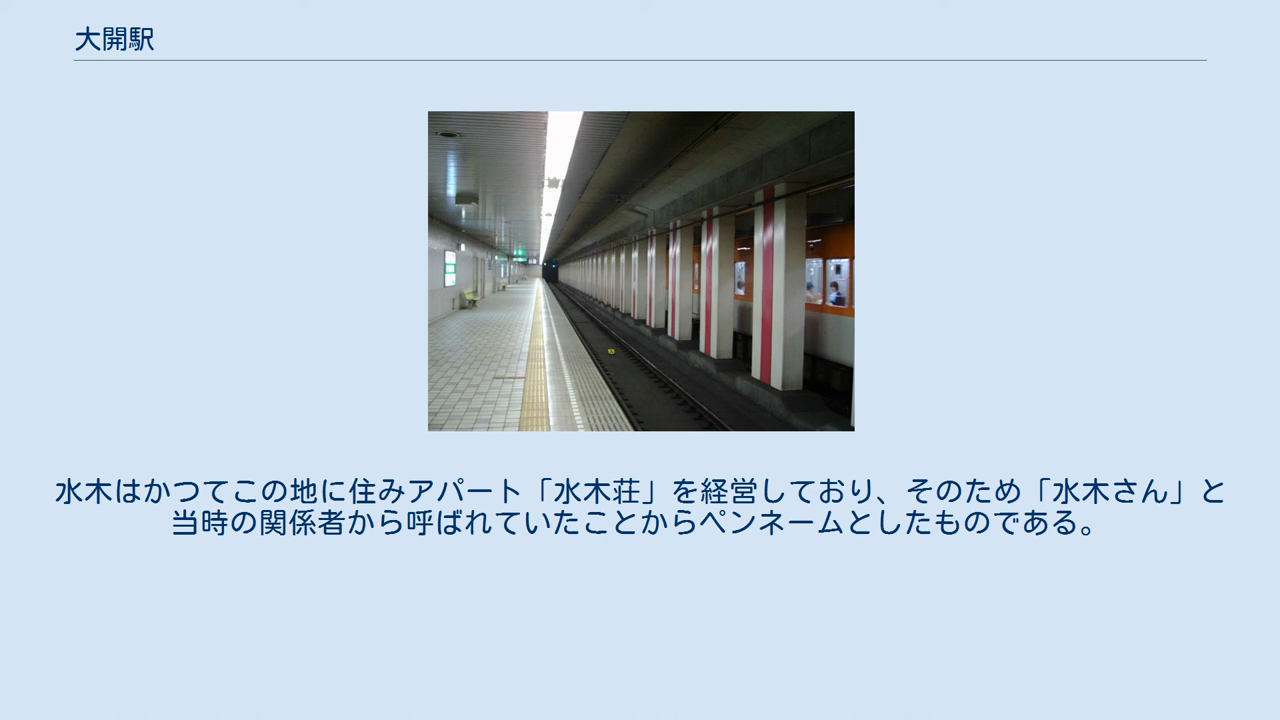 大開駅
水木はかつてこの地に住みアパート「水木荘」を経営しており、そのため「水木さん」と
当時の関係者から呼ばれていたことからペンネームとしたものである。